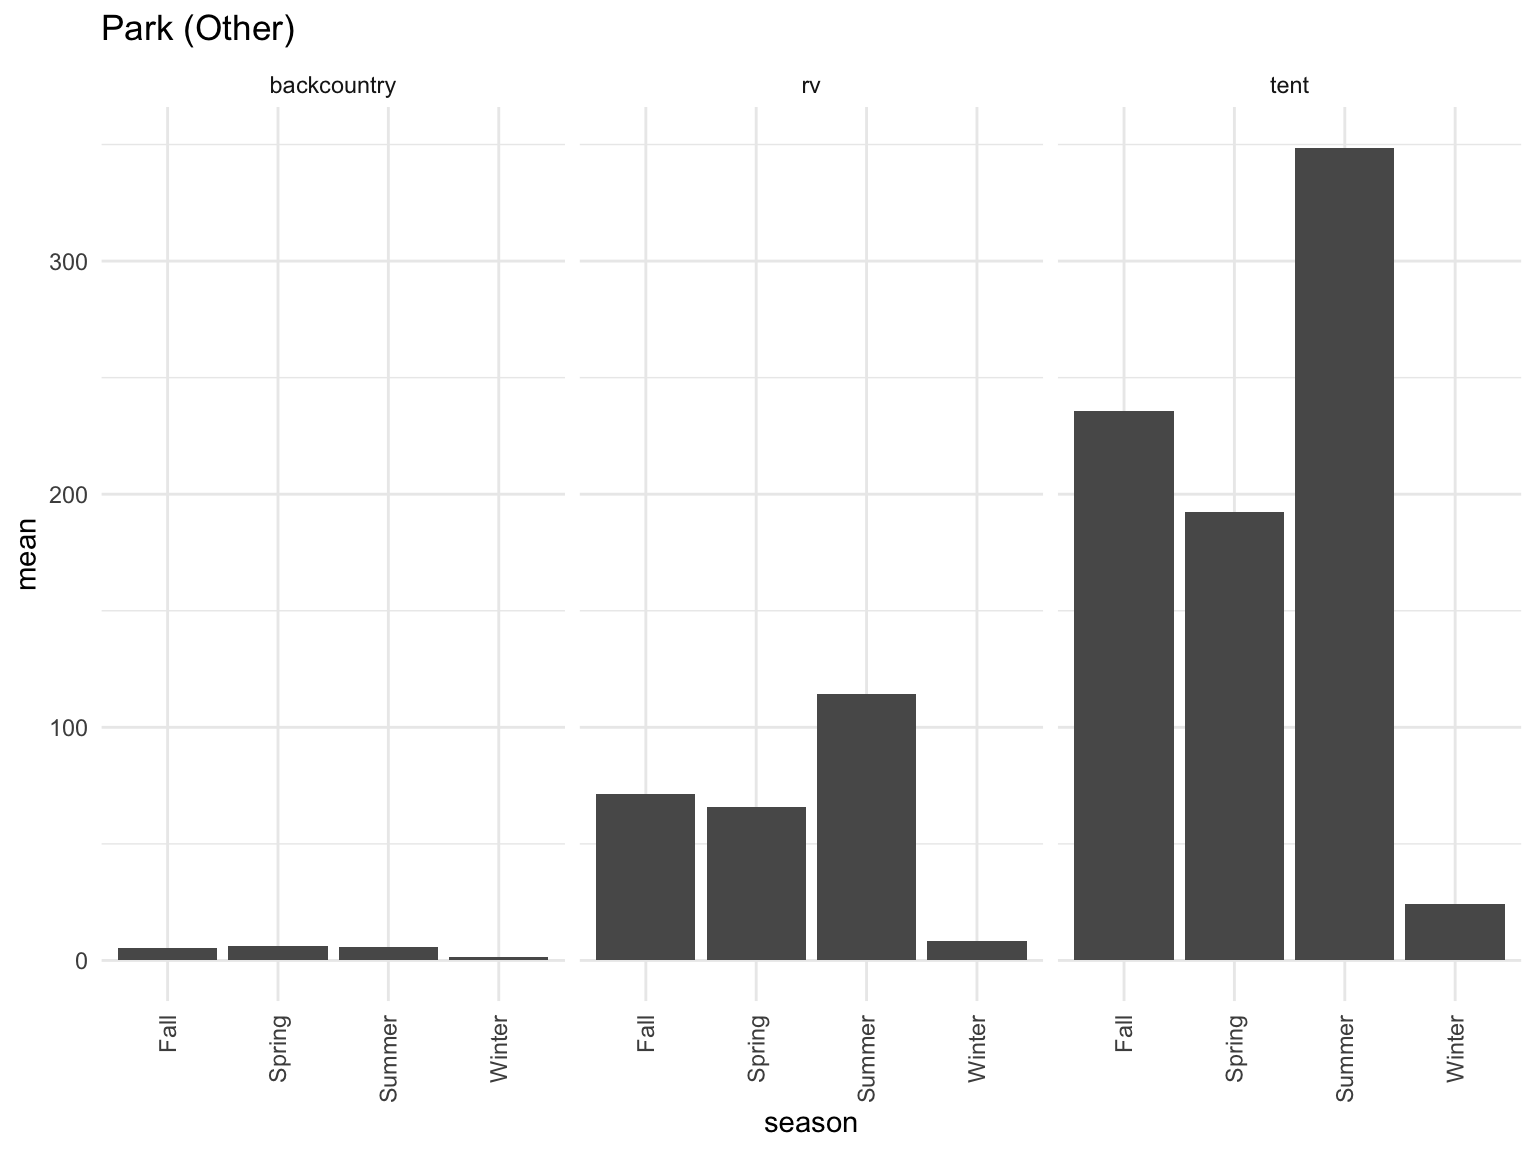 Park (Other)
backcountry rv tent
300
200
100
0
mean
Fall Spring Summer Winter Fall Spring Summer Winter Fall Spring Summer Winter
season